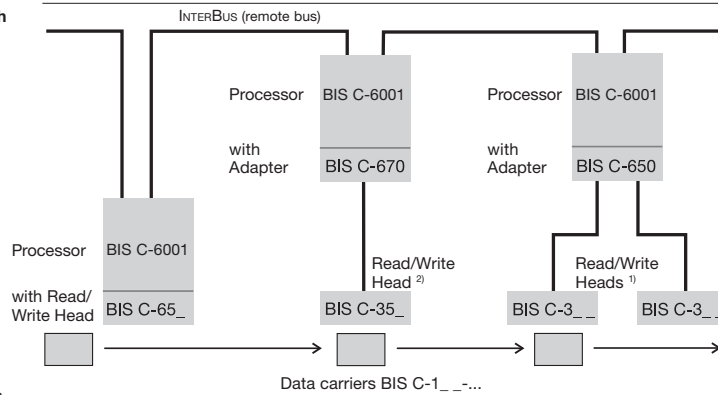 h
INTERBUS (remote bus)
Processor BIS C-6001
with
Adapter
BIS C-670
Processor BIS C-6001
with
Adapter
BIS C-650
Processor BIS C-6001
with Read/
Write Head
BIS C-65_
Read/Write
Head 2)
BIS C-35_
Read/Write
Heads 1)
BIS C-3_ _
BIS C-3_ _
Data carriers BIS C-1_ _-...